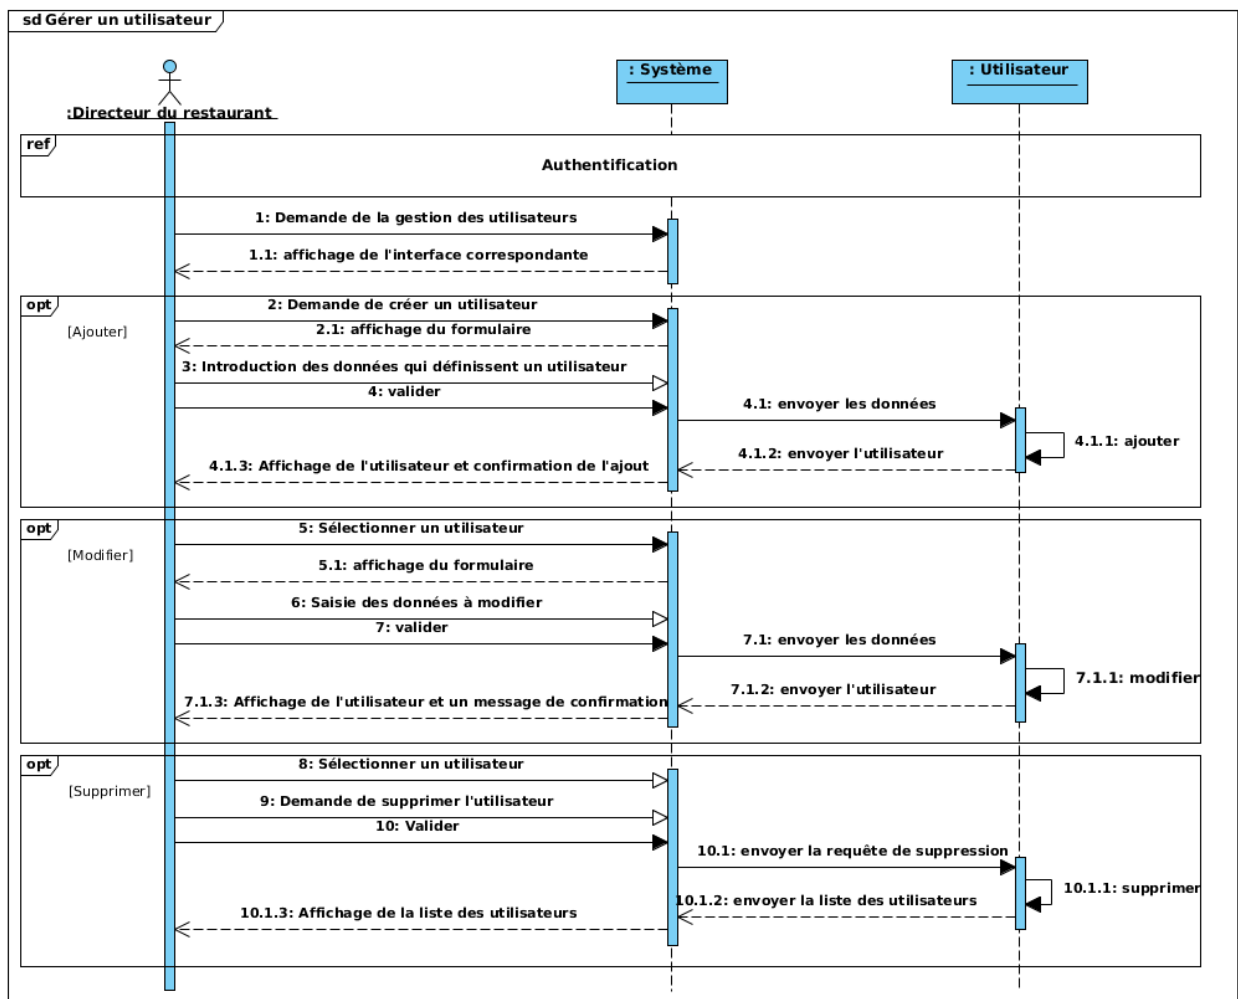 sd Gérer un utilisateur
: Système
: Utilisateur
:Directeur du restaurant
ref
Authentification
1: Demande de la gestion des utilisateurs
1.1: affichage de l'interface correspondante
opt
2: Demande de créer un utilisateur
[Ajouter]
2.1: affichage du formulaire
3: Introduction des données qui définissent un utilisateur
4: valider
4.1: envoyer les données
4.1.1: ajouter
4.1.2: envoyer l'utilisateur
4.1.3: Affichage de l'utilisateur et confirmation de l'ajout
opt
5: Sélectionner un utilisateur
[Modifier]
5.1: affichage du formulaire
6: Saisie des données à modifier
7: valider
7.1: envoyer les données
7.1.1: modifier
7.1.2: envoyer l'utilisateur
7.1.3: Affichage de l'utilisateur et un message de confirmation
opt
8: Sélectionner un utilisateur
[Supprimer]
9: Demande de supprimer l'utilisateur
10: Valider
10.1: envoyer la requête de suppression
10.1.1: supprimer
10.1.2: envoyer la liste des utilisateurs
10.1.3: Affichage de la liste des utilisateurs